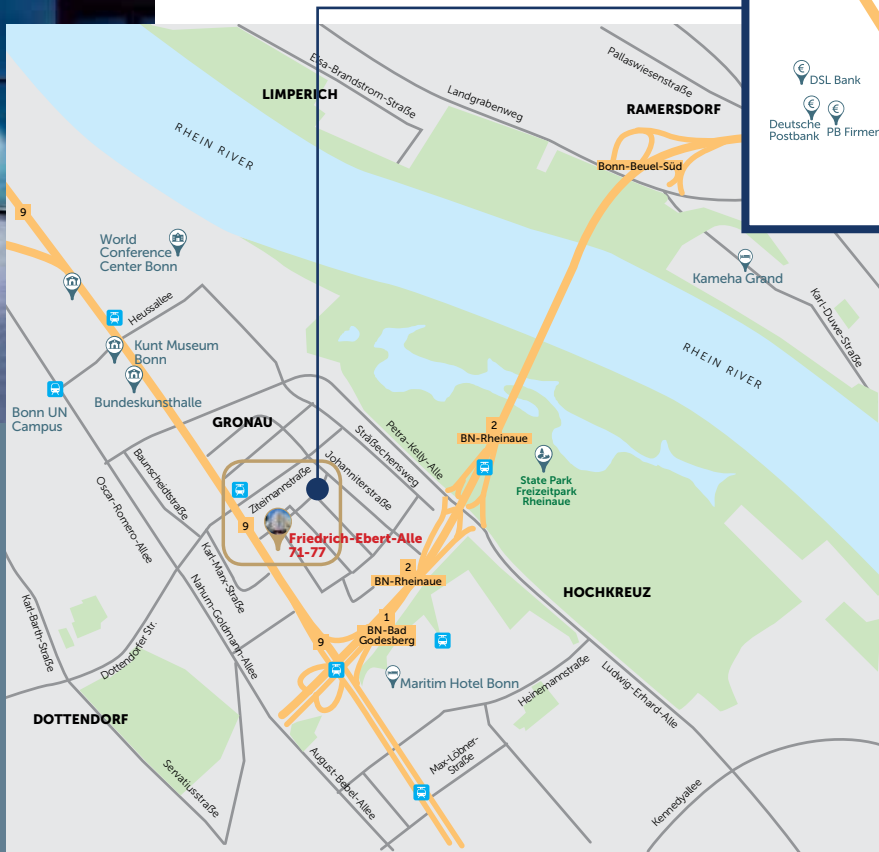 Elsa-Brandstrom-Straße
LIMPERICH
Landgrabenweg
Pallaswiesenstraße
RAMERSDORF
DSL Bank
Deutsche
Postbank
PB Firmen
RHEIN RIVER
Bonn-Beuel-Süd
9
World
Conference
Center Bonn
Kameha Grand
Karl-Duwe-Straße
Heussallee
Kunt Museum
Bonn
RHEIN RIVER
Bundeskunsthalle
Bonn UN
Campus
GRONAU
Petra-Kelly-Alle
Sträßechensweg
2
BN-Rheinaue
State Park
Freizeitpark
Rheinaue
Baunscheidtstraße
Johanniterstraße
Oscar-Romero-Allee
Ziteimannstraße
9
Friedrich-Ebert-Alle
71-77
Karl-Marx-Straße
2
BN-Rheinaue
HOCHKREUZ
Nahum-Goldmann-Allee
Karl-Barth-Straße
Dottendorfer Str.
1
BN-Bad
Godesberg
9
Maritim Hotel Bonn
Heinemannstraße
Ludwig-Erhard-Alle
DOTTENDORF
Servatiusstraße
August-Bebel-Allee
Max-Löbner-
Straße
Kennedyallee